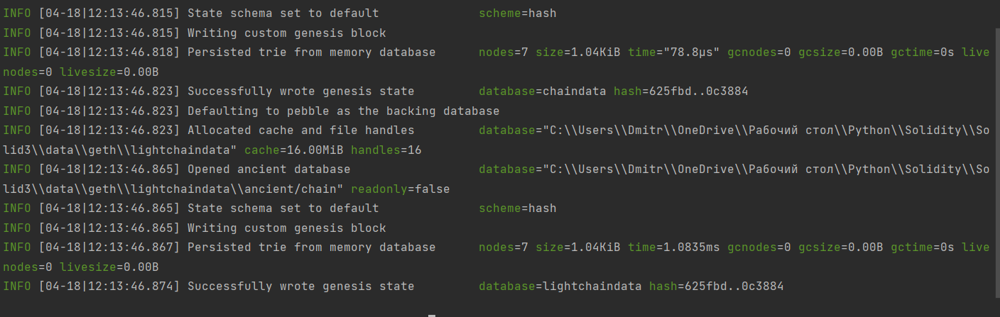 INFO [04-18|12:13:46.815] State schema set to default              scheme=hash
INFO [04-18|12:13:46.815] Writing custom genesis block
INFO [04-18|12:13:46.818] Persisted trie from memory database      nodes=7 size=1.04KiB time="78.8µs" gcnodes=0 gcsize=0.00B gctime=0s live
nodes=0 livesize=0.00B
INFO [04-18|12:13:46.823] Successfully wrote genesis state         database=chaindata hash=625fbd..0c3884
INFO [04-18|12:13:46.823] Defaulting to pebble as the backing database
INFO [04-18|12:13:46.823] Allocated cache and file handles         database="C:\\Users\\Dmitr\\OneDrive\\Рабочий стол\\Python\\Solidity\\So
lid3\\data\\geth\\lightchaindata" cache=16.00MiB handles=16
INFO [04-18|12:13:46.865] Opened ancient database                  database="C:\\Users\\Dmitr\\OneDrive\\Рабочий стол\\Python\\Solidity\\So
lid3\\data\\geth\\lightchaindata\\ancient/chain" readonly=false
INFO [04-18|12:13:46.865] State schema set to default              scheme=hash
INFO [04-18|12:13:46.865] Writing custom genesis block
INFO [04-18|12:13:46.867] Persisted trie from memory database      nodes=7 size=1.04KiB time=1.0835ms gcnodes=0 gcsize=0.00B gctime=0s live
nodes=0 livesize=0.00B
INFO [04-18|12:13:46.874] Successfully wrote genesis state         database=lightchaindata hash=625fbd..0c3884